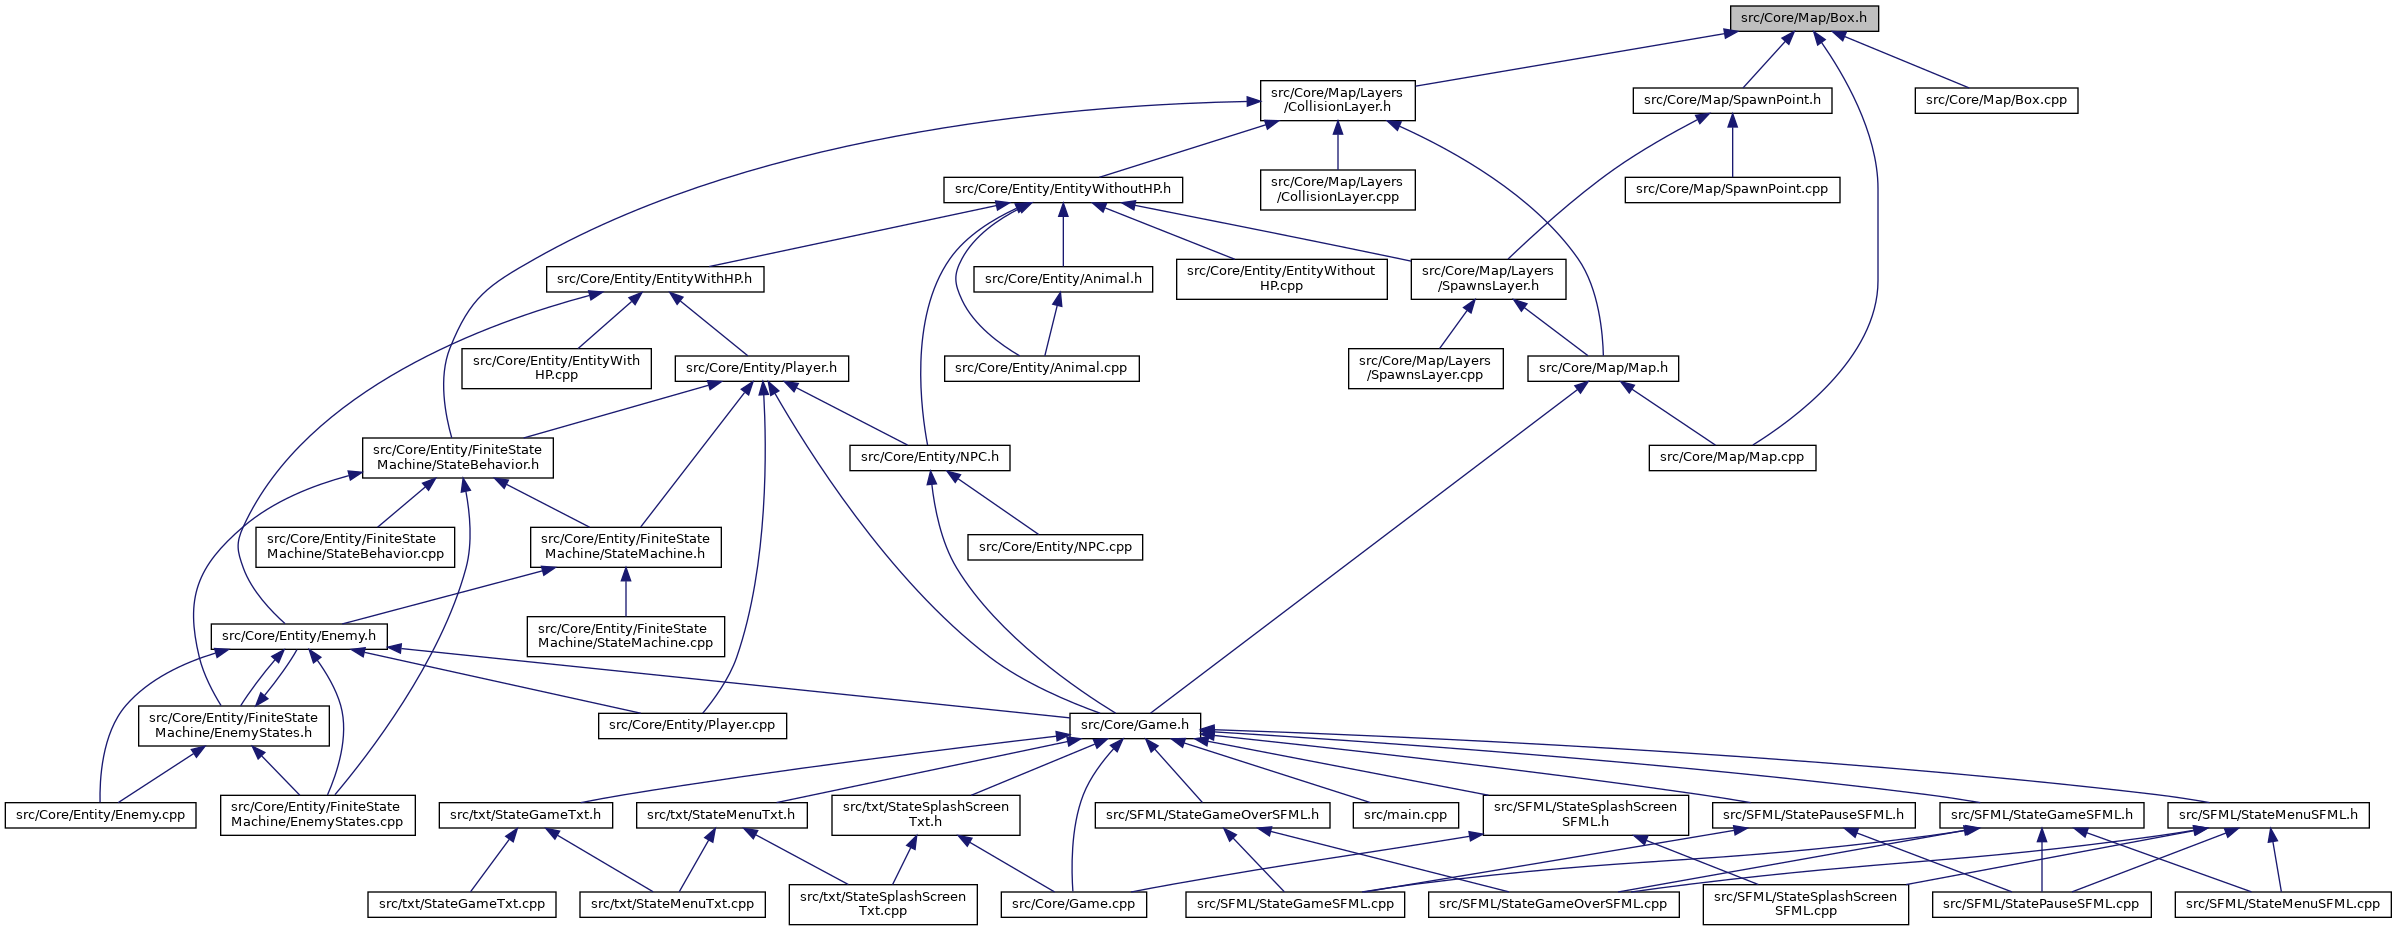 src/Core/Map/Box.h
src/Core/Map/Layers
/CollisionLayer.h
src/Core/Map/SpawnPoint.h
src/Core/Map/Box.cpp
src/Core/Entity/EntityWithoutHP.h
src/Core/Map/Layers
/CollisionLayer.cpp
src/Core/Map/SpawnPoint.cpp
src/Core/Entity/EntityWithHP.h
src/Core/Entity/Animal.h
src/Core/Entity/EntityWithout
HP.cpp
src/Core/Map/Layers
/SpawnsLayer.h
src/Core/Entity/EntityWith
HP.cpp
src/Core/Entity/Player.h
src/Core/Entity/Animal.cpp
src/Core/Map/Layers
/SpawnsLayer.cpp
src/Core/Map/Map.h
src/Core/Entity/FiniteState
Machine/StateBehavior.h
src/Core/Entity/NPC.h
src/Core/Map/Map.cpp
src/Core/Entity/FiniteState
Machine/StateBehavior.cpp
src/Core/Entity/FiniteState
Machine/StateMachine.h
src/Core/Entity/NPC.cpp
src/Core/Entity/Enemy.h
src/Core/Entity/FiniteState
Machine/StateMachine.cpp
src/Core/Entity/FiniteState
Machine/EnemyStates.h
src/Core/Entity/Player.cpp
src/Core/Game.h
src/Core/Entity/Enemy.cpp
src/Core/Entity/FiniteState
Machine/EnemyStates.cpp
src/txt/StateGameTxt.h
src/txt/StateMenuTxt.h
src/txt/StateSplashScreen
Txt.h
src/SFML/StateGameOverSFML.h
src/main.cpp
src/SFML/StateSplashScreen
SFML.h
src/SFML/StatePauseSFML.h
src/SFML/StateGameSFML.h
src/SFML/StateMenuSFML.h
src/txt/StateGameTxt.cpp
src/txt/StateMenuTxt.cpp
src/txt/StateSplashScreen
Txt.cpp
src/Core/Game.cpp
src/SFML/StateGameSFML.cpp
src/SFML/StateGameOverSFML.cpp
src/SFML/StateSplashScreen
SFML.cpp
src/SFML/StatePauseSFML.cpp
src/SFML/StateMenuSFML.cpp